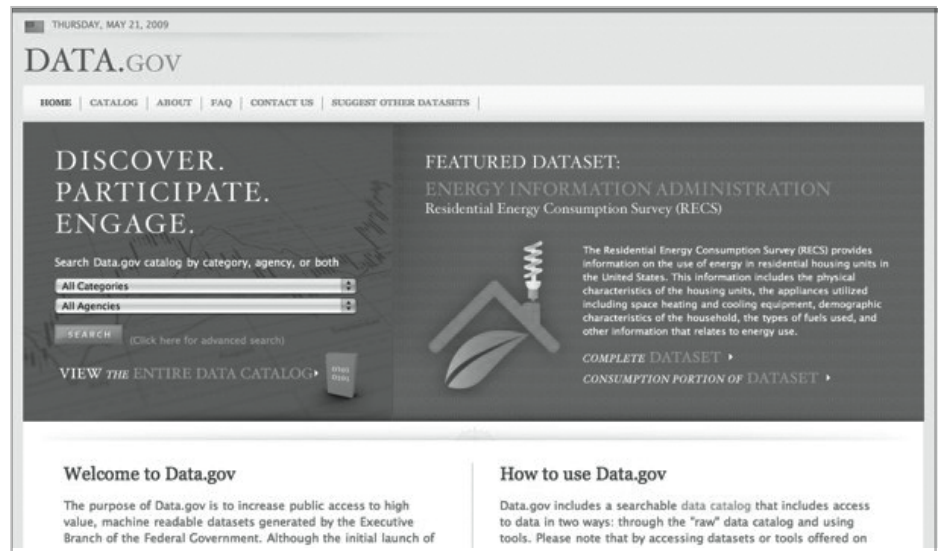 THURSDAY, MAY 21, 2009
DATA.GOV
HOME | CATALOG | ABOUT | FAQ | CONTACT US | SUGGEST OTHER DATASETS |
DISCOVER.
PARTICIPATE.
ENGAGE.
Search Data.gov catalog by category, agency, or both
All Categories
All Agencies
SEARCH (Click here for advanced search)
VIEW THE ENTIRE DATA CATALOG
0101
0101
FEATURED DATASET:
ENERGY INFORMATION ADMINISTRATION
Residential Energy Consumption Survey (RECS)
The Residential Energy Consumption Survey (RECS) provides
information on the use of energy in residential housing units in
the United States. This information includes the physical
characteristics of the housing units, the appliances utilized
including space heating and cooling equipment, demographic
characteristics of the household, the types of fuels used, and
other information that relates to energy use.
COMPLETE DATASET
CONSUMPTION PORTION OF DATASET
Welcome to Data.gov
The purpose of Data.gov is to increase public access to high
value, machine readable datasets generated by the Executive
Branch of the Federal Government. Although the initial launch of
How to use Data.gov
Data.gov includes a searchable data catalog that includes access
to data in two ways: through the "raw" data catalog and using
tools. Please note that by accessing datasets or tools offered on